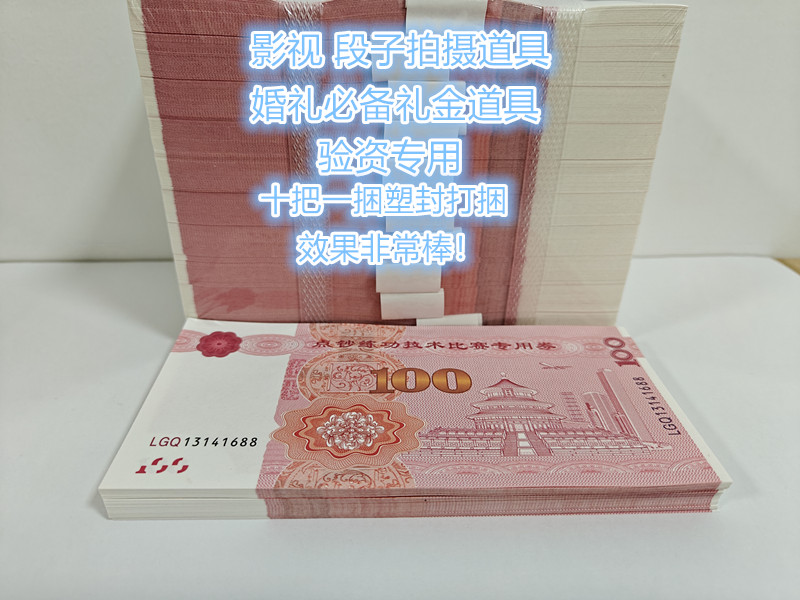 影视 段子拍摄道具
婚礼必备礼金道具
验资专用
十把一捆塑封打捆
效果非常棒！
点钞练功技术比赛专用券
100
100
LGQ13141688
LGQ13141688